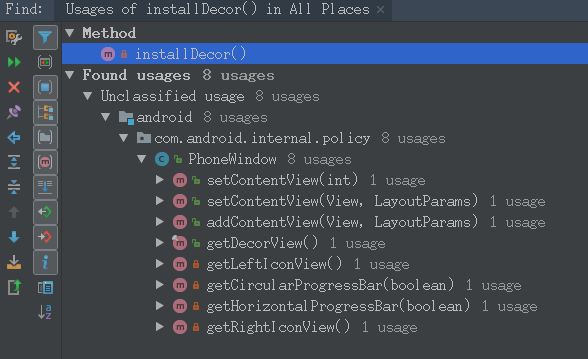 Find: Usages of installDecor() in All Places ×
Method
m installDecor()
Found usages 8 usages
Unclassified usage 8 usages
android 8 usages
com.android.internal.policy 8 usages
C PhoneWindow 8 usages
m setContentView(int) 1 usage
m setContentView(View, LayoutParams) 1 usage
m addContentView(View, LayoutParams) 1 usage
m getDecorView() 1 usage
m getLeftIconView() 1 usage
m getCircularProgressBar(boolean) 1 usage
m getHorizontalProgressBar(boolean) 1 usage
m getRightIconView() 1 usage